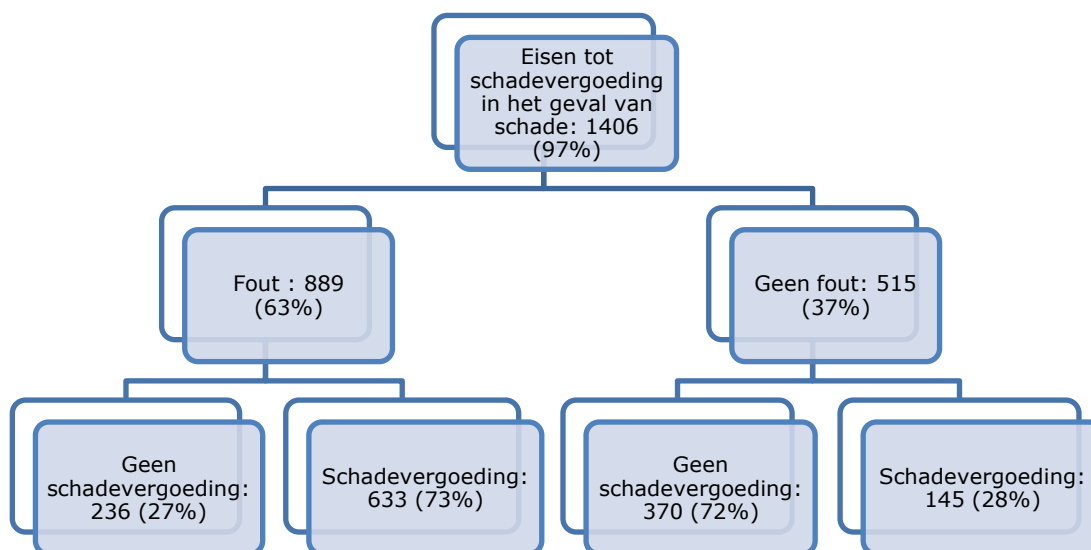 Eisen tot
schadevergoeding
in het geval van
schade: 1406
(97%)
Fout : 889
(63%)
Geen fout: 515
(37%)
Geen
schadevergoeding:
236 (27%)
Schadevergoeding:
633 (73%)
Geen
schadevergoeding:
370 (72%)
Schadevergoeding:
145 (28%)